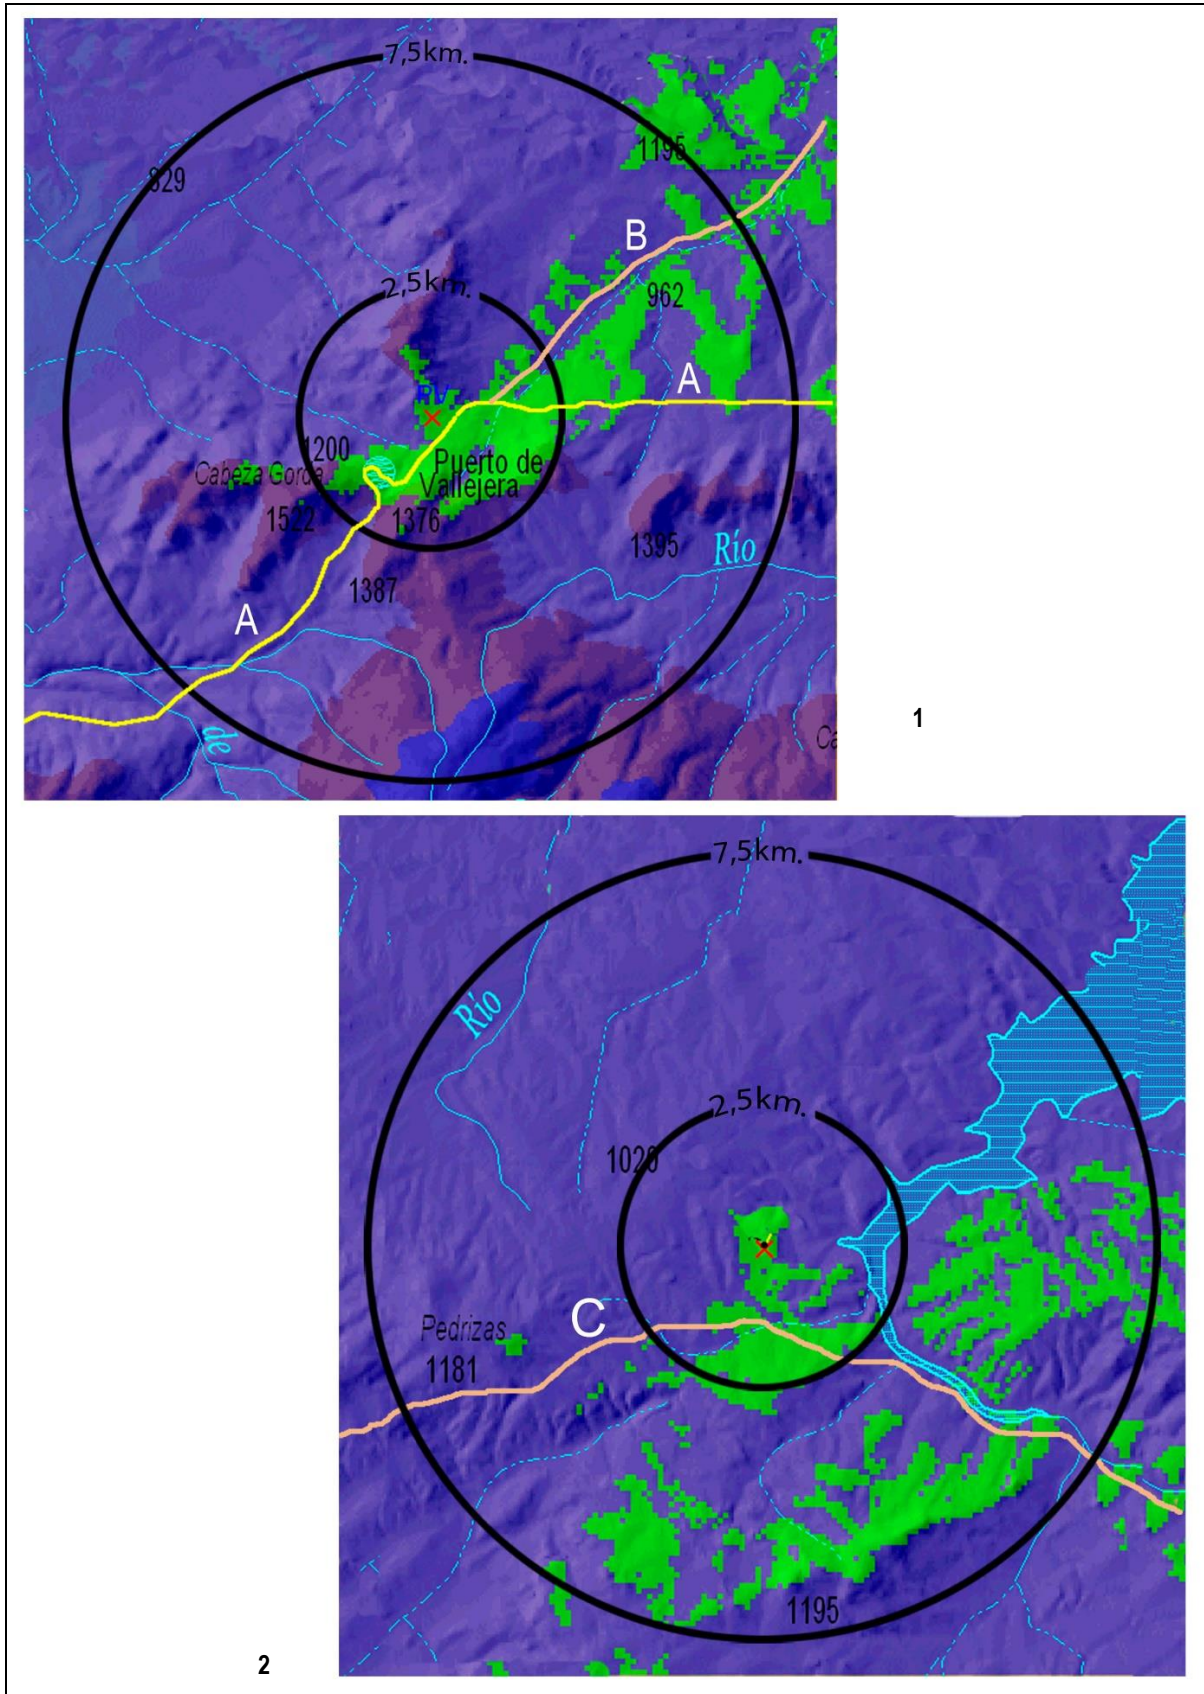 7,5km.
1195
829
B
2,5km.
962
A
RV
1200
Puerto de
Cabeza Gorda
Vallejera
1522
1376
1395
Río
1387
A
de
1
Ca
7,5km.
Río
2,5km.
1020
C
Pedrizas
1181
1195
2